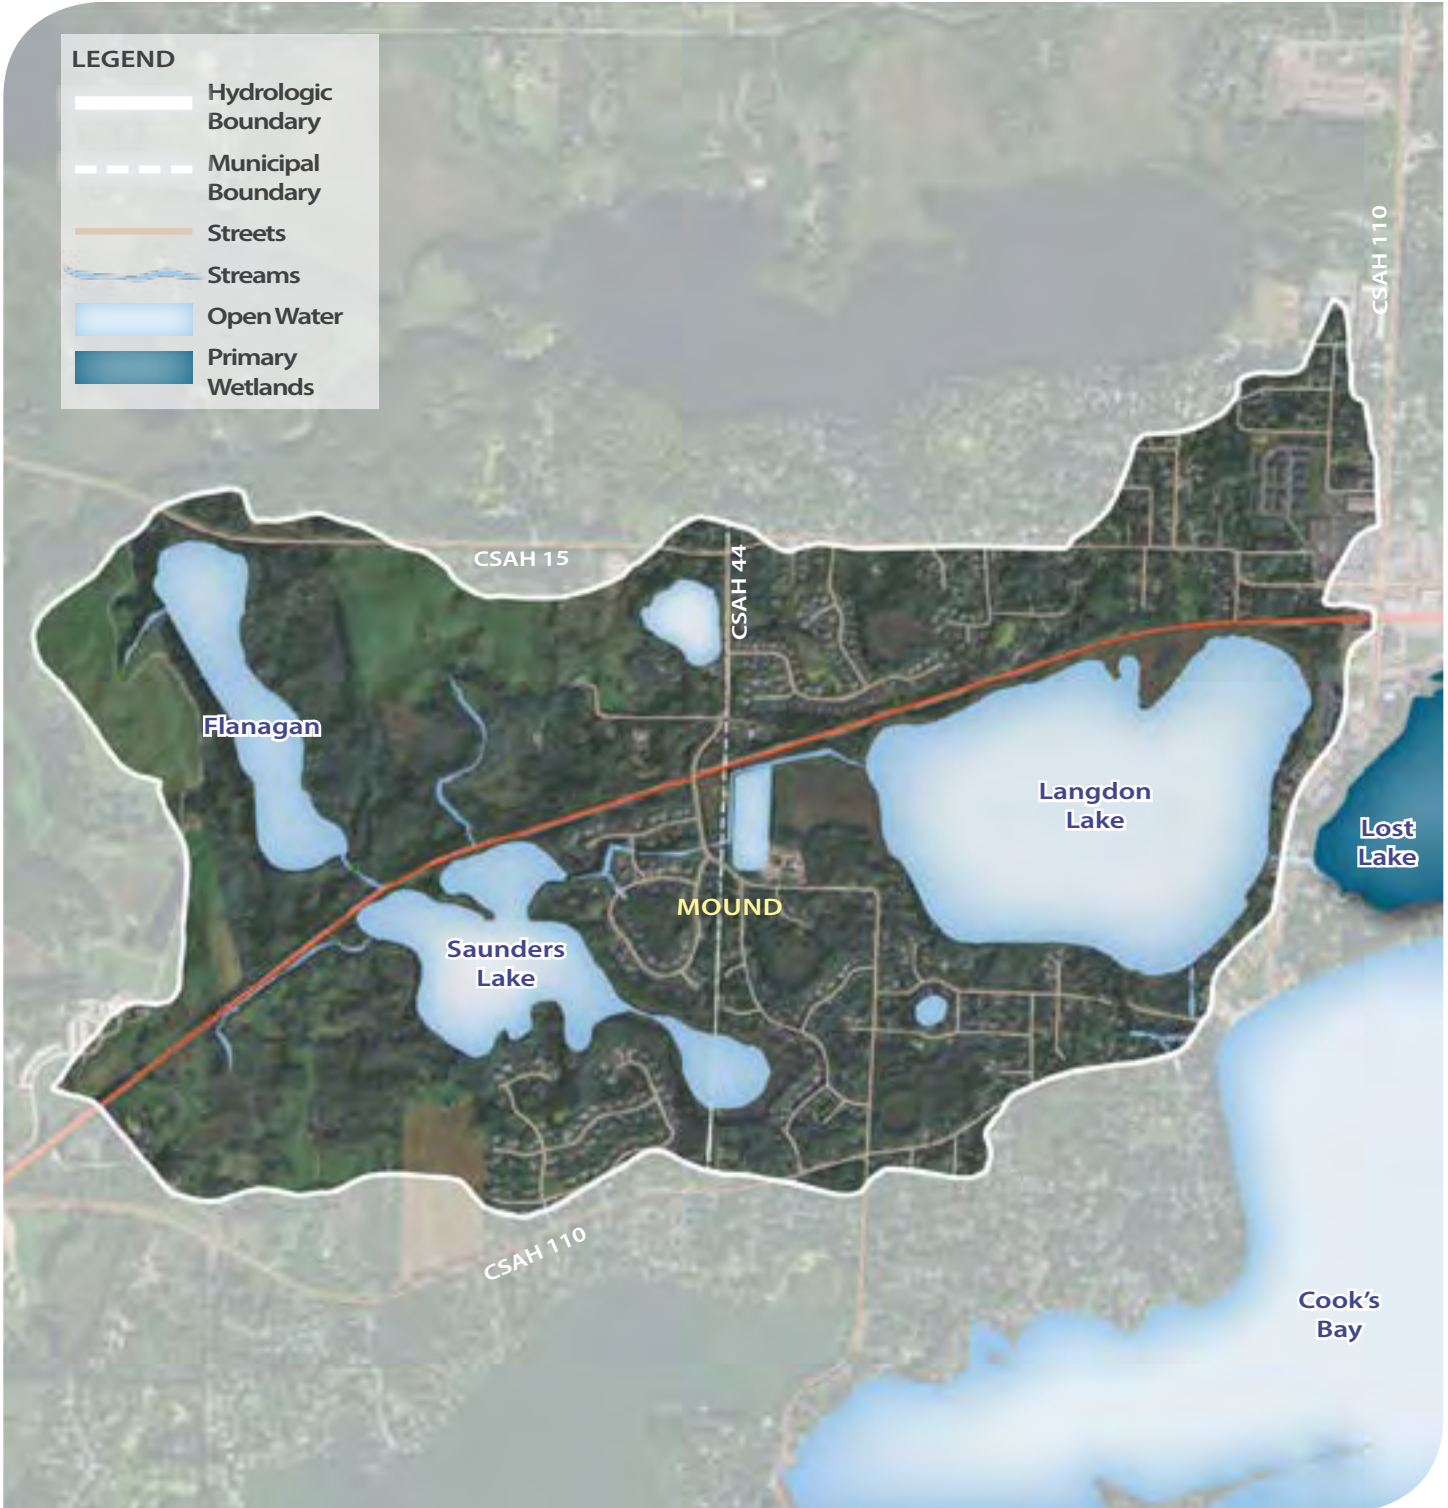 LEGEND
Hydrologic
Boundary
Municipal
Boundary
Streets
Streams
Open Water
Primary
Wetlands
CSAH 110
CSAH 15
CSAH 44
Flanagan
Langdon
Lake
Lost
Lake
MOUND
Saunders
Lake
CSAH 110
Cook's
Bay